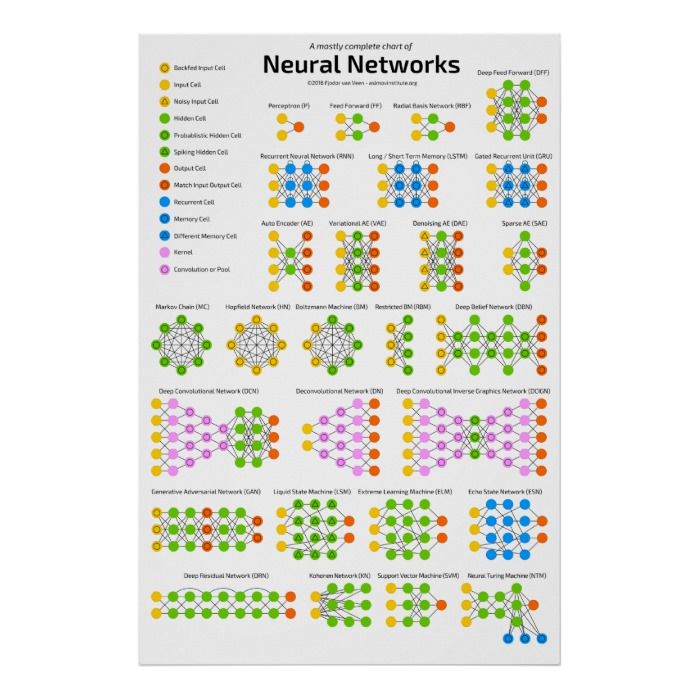 A mostly complete chart of
Neural Networks
©2016 Fjodor van Veen - asimovinstitute.org
Backfed Input Cell
Input Cell
Noisy Input Cell
Hidden Cell
Probablistic Hidden Cell
Spiking Hidden Cell
Output Cell
Match Input Output Cell
Recurrent Cell
Memory Cell
Different Memory Cell
Kernel
Convolution or Pool
Perceptron (P)
Feed Forward (FF)
Radial Basis Network (RBF)
Deep Feed Forward (DFF)
Recurrent Neural Network (RNN)
Long / Short Term Memory (LSTM)
Gated Recurrent Unit (GRU)
Auto Encoder (AE)
Variational AE (VAE)
Denoising AE (DAE)
Sparse AE (SAE)
Markov Chain (MC)
Hopfield Network (HN)
Boltzmann Machine (BM)
Restricted BM (RBM)
Deep Belief Network (DBN)
Deep Convolutional Network (DCN)
Deconvolutional Network (DN)
Deep Convolutional Inverse Graphics Network (DCIGN)
Generative Adversarial Network (GAN)
Liquid State Machine (LSM)
Extreme Learning Machine (ELM)
Echo State Network (ESN)
Deep Residual Network (DRN)
Kohonen Network (KN)
Support Vector Machine (SVM)
Neural Turing Machine (NTM)